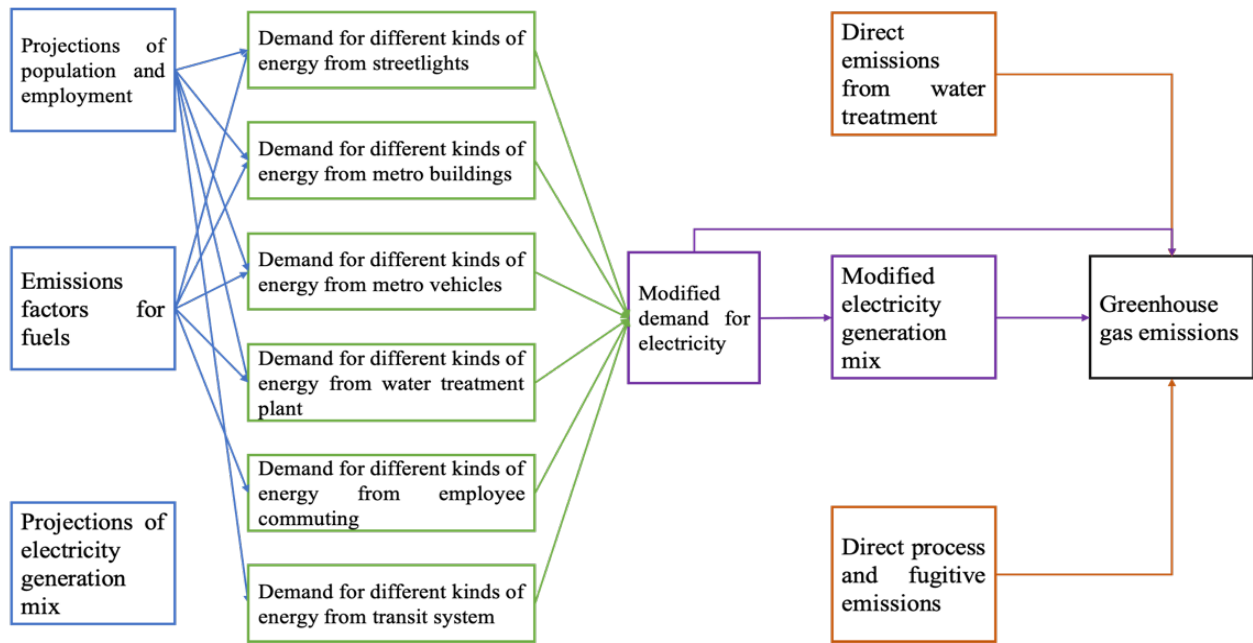 Projections of
population and
employment
Emissions
factors for
fuels
Projections of
electricity
generation
mix
Demand for different kinds of
energy from streetlights
Demand for different kinds of
energy from metro buildings
Demand for different kinds of
energy from metro vehicles
Demand for different kinds of
energy from water treatment
plant
Demand for different kinds of
energy from employee
commuting
Demand for different kinds of
energy from transit system
Modified
demand for
electricity
Direct
emissions
from water
treatment
Modified
electricity
generation
mix
Direct process
and fugitive
emissions
Greenhouse
gas emissions